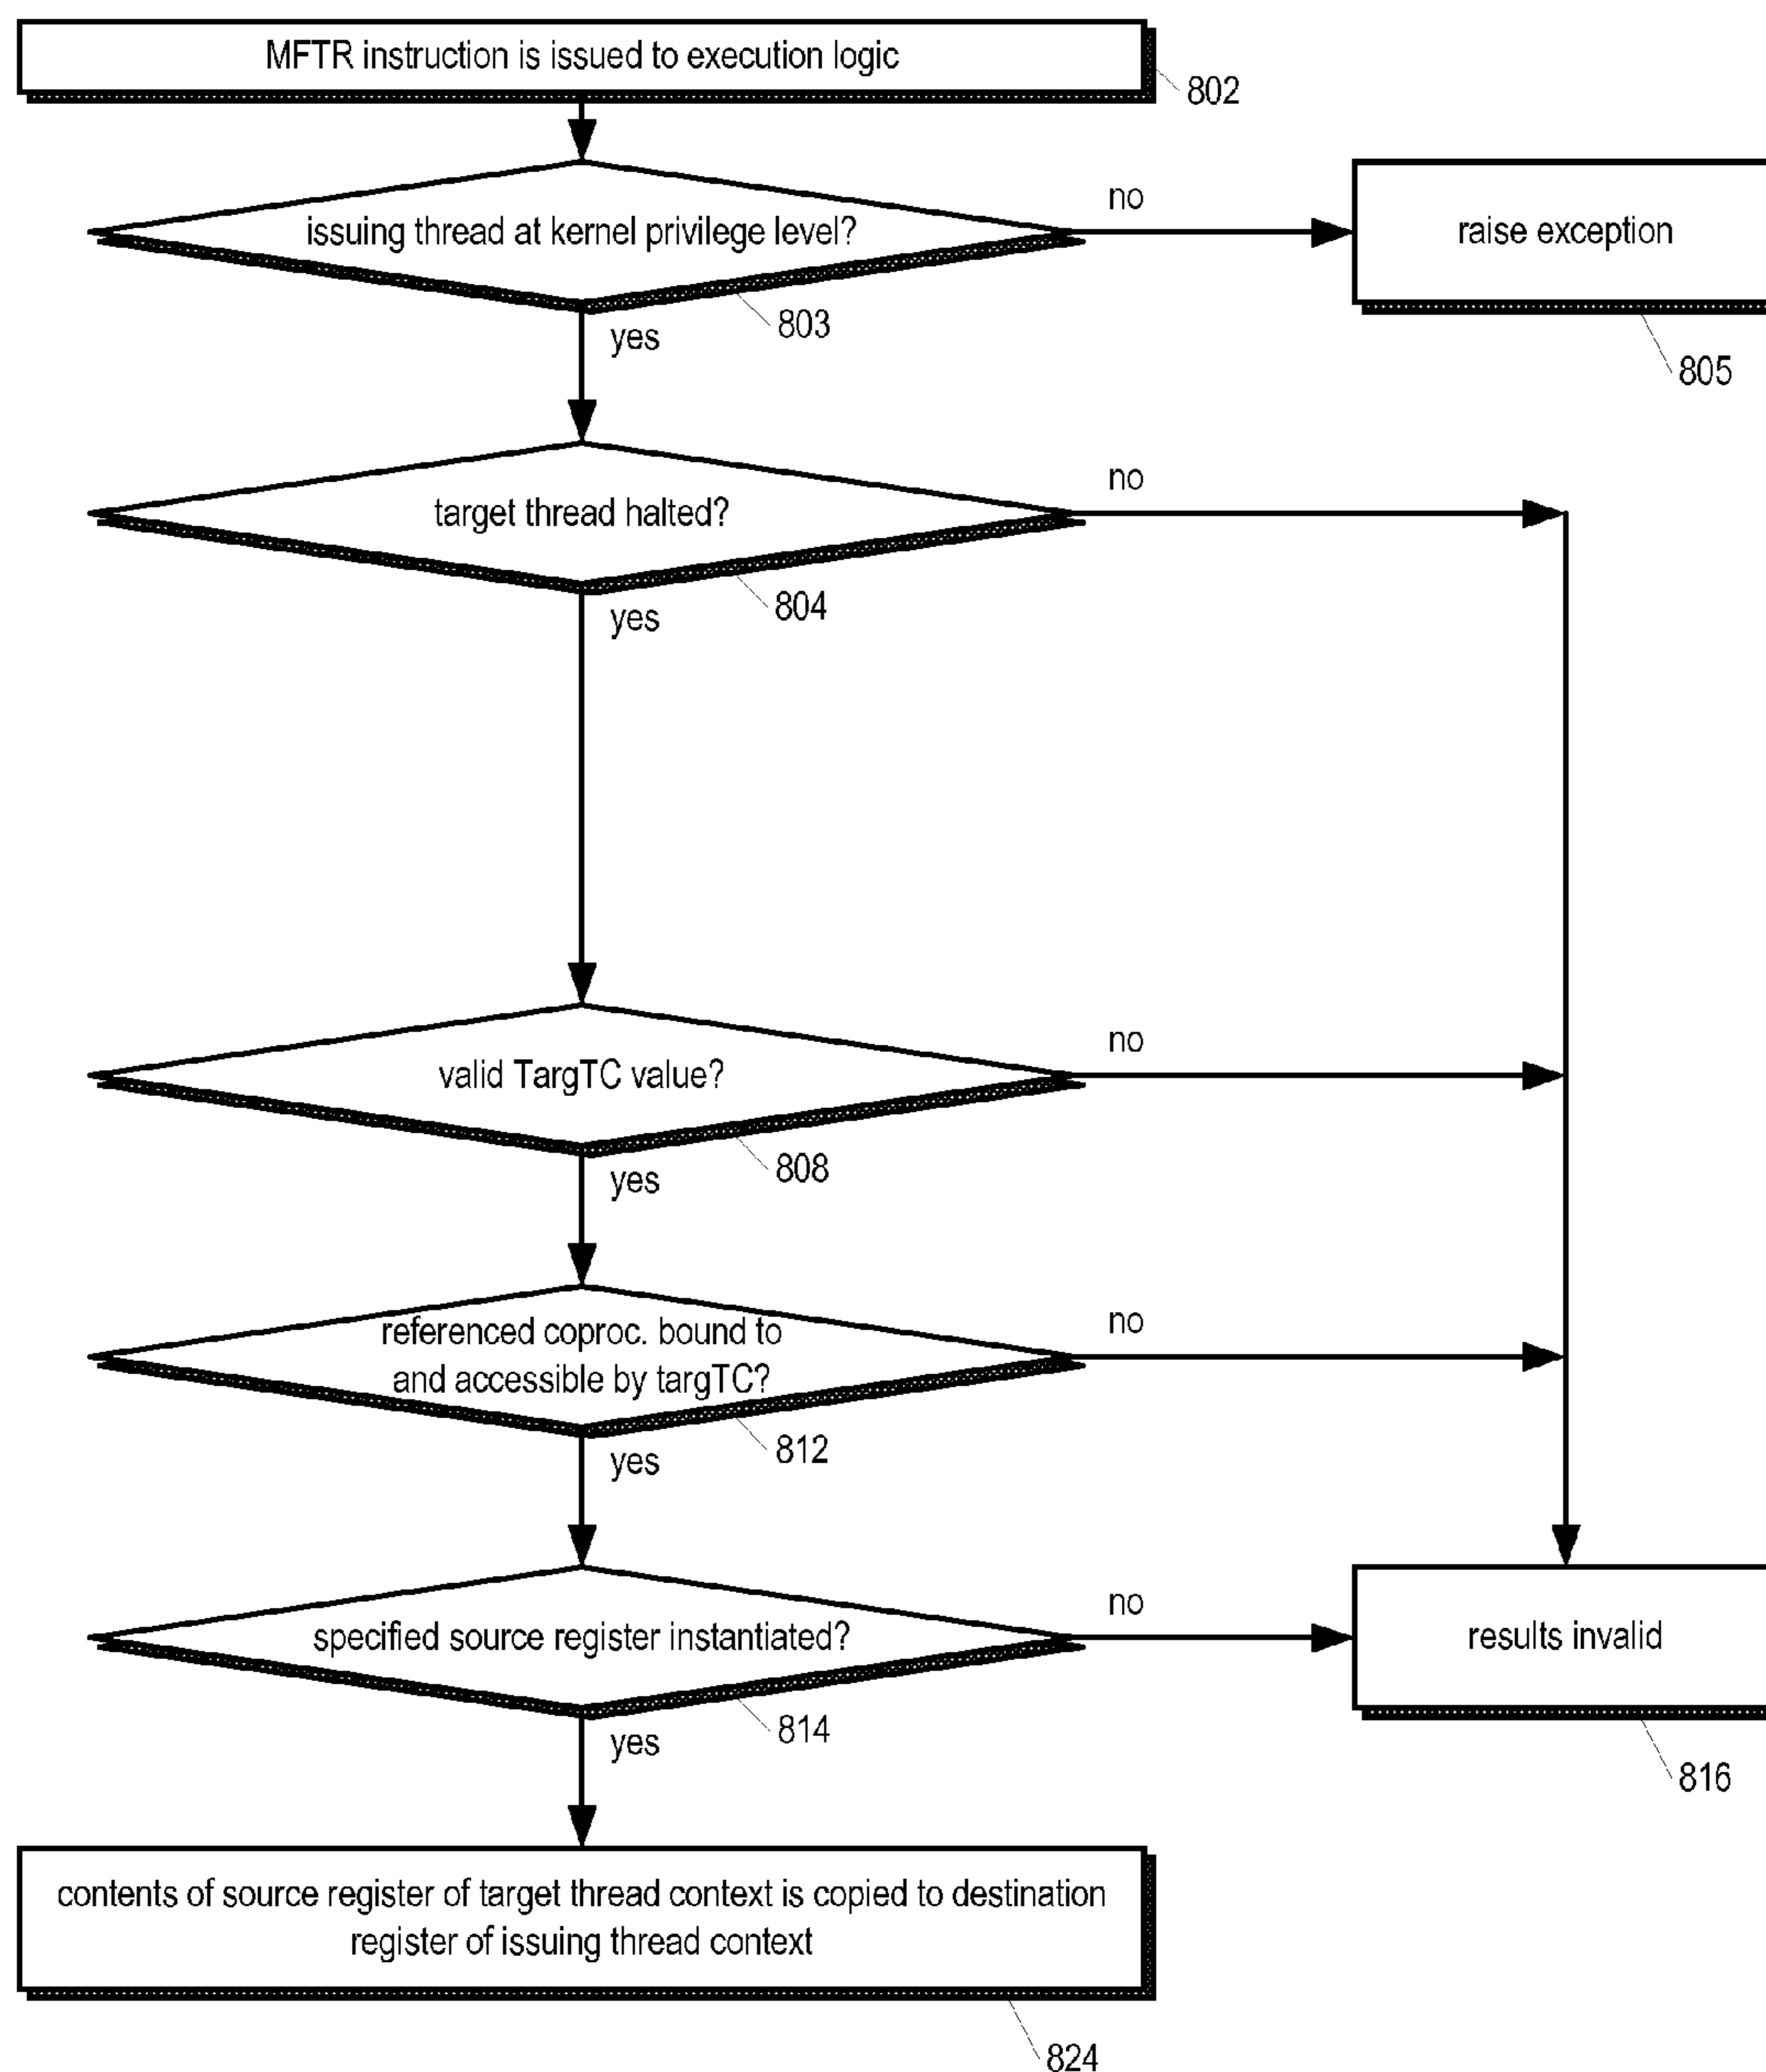 MFTR instruction is issued to execution logic
802
issuing thread at kernel privilege level?
no
raise exception
803
yes
805
target thread halted?
no
804
yes
valid TargTC value?
no
808
yes
referenced coproc. bound to
and accessible by targTC?
no
812
yes
specified source register instantiated?
no
results invalid
814
yes
816
contents of source register of target thread context is copied to destination
register of issuing thread context
824